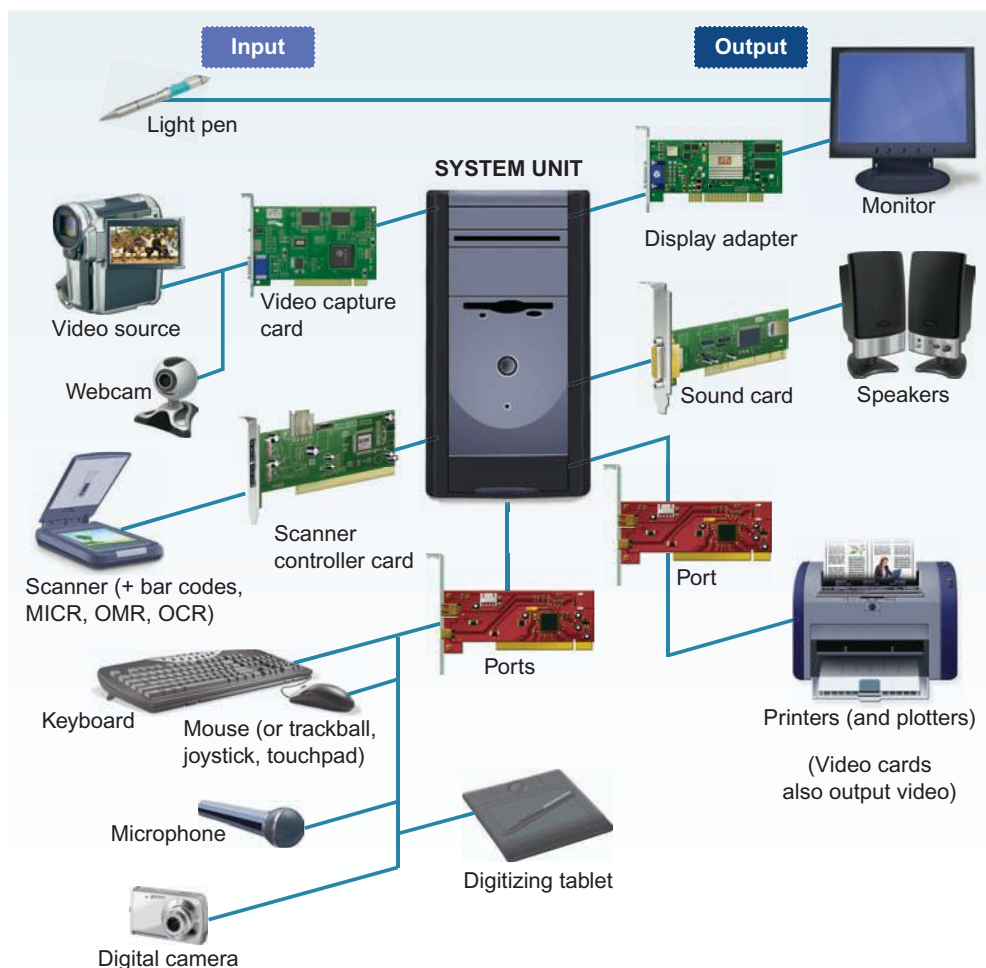 Input
Output
Light pen
SYSTEM UNIT
Monitor
Display adapter
Video source
Video capture
card
Webcam
Sound card
Speakers
Scanner
controller card
Port
Scanner (+ bar codes,
MICR, OMR, OCR)
Ports
Keyboard
Mouse (or trackball,
joystick, touchpad)
Printers (and plotters)
(Video cards
also output video)
Microphone
Digitizing tablet
Digital camera